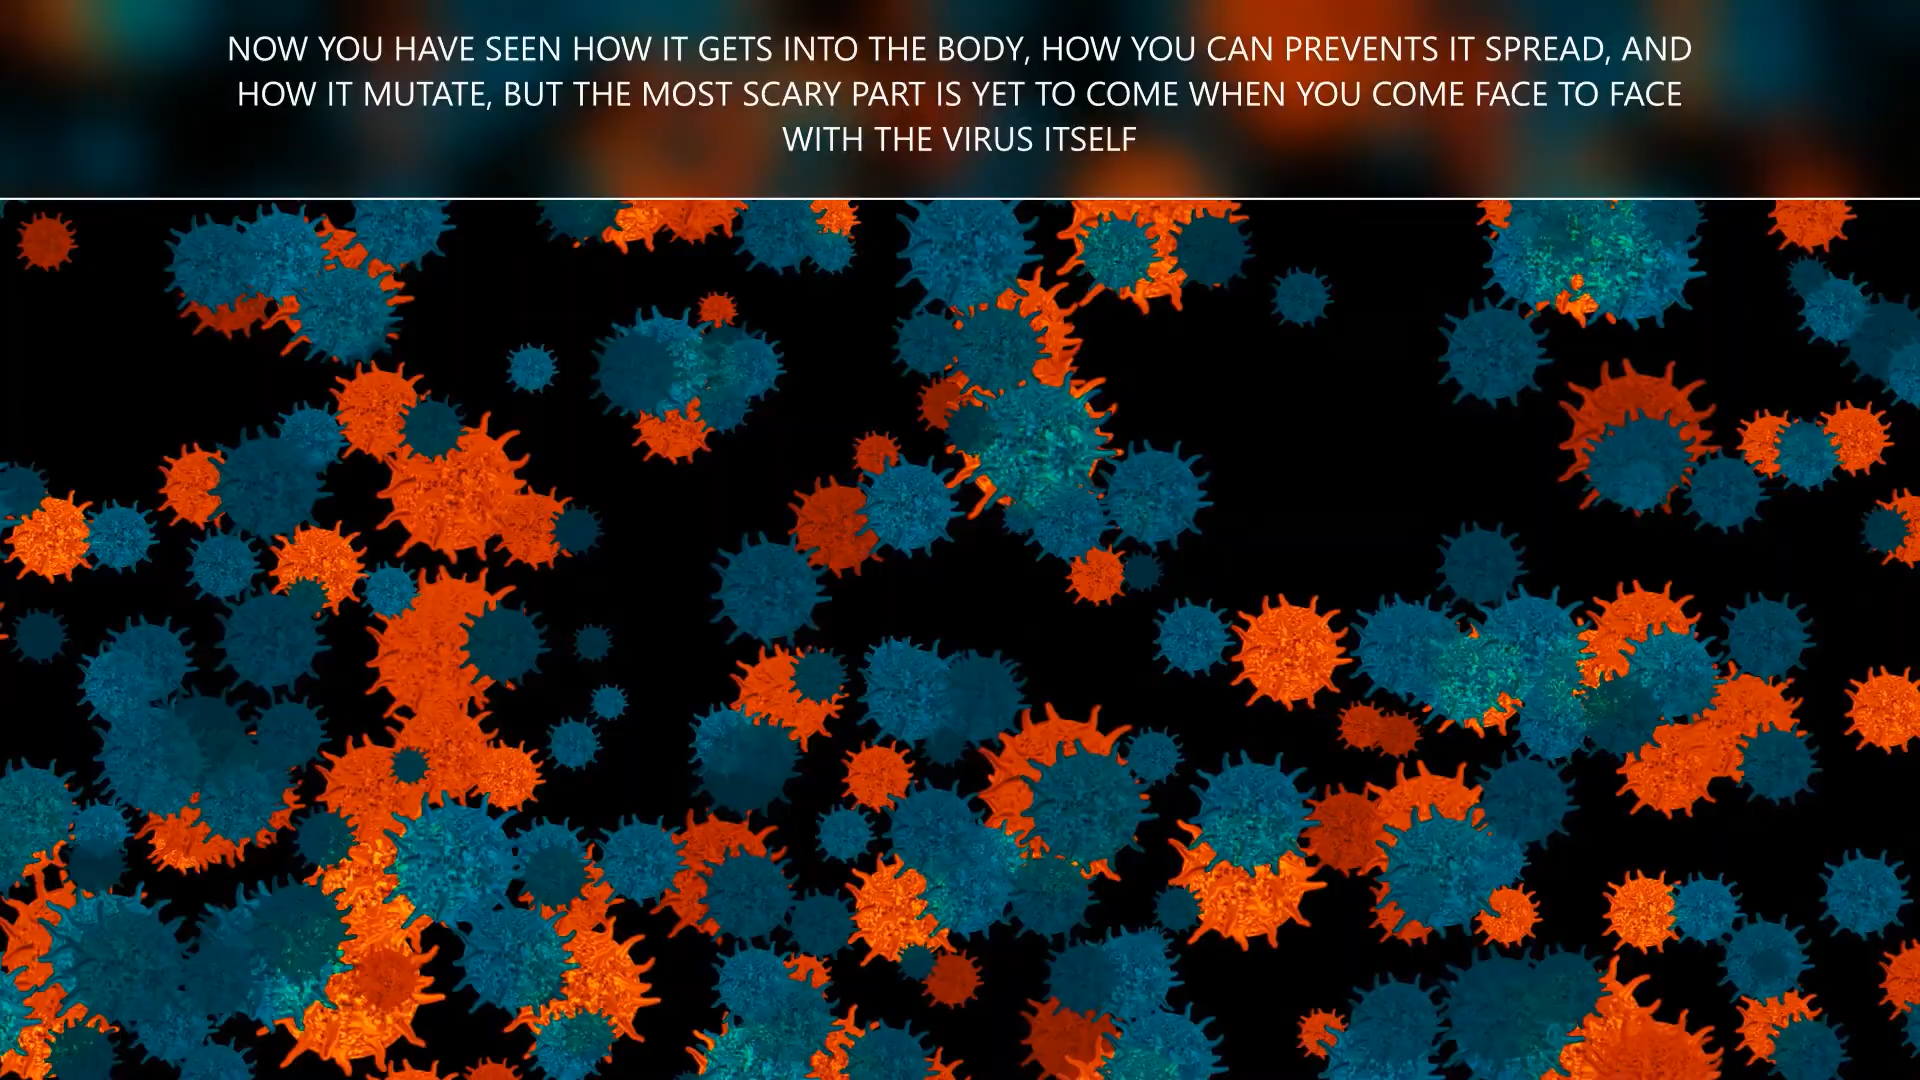 NOW YOU HAVE SEEN HOW IT GETS INTO THE BODY, HOW YOU CAN PREVENTS IT SPREAD, AND
HOW IT MUTATE, BUT THE MOST SCARY PART IS YET TO COME WHEN YOU COME FACE TO FACE
WITH THE VIRUS ITSELF